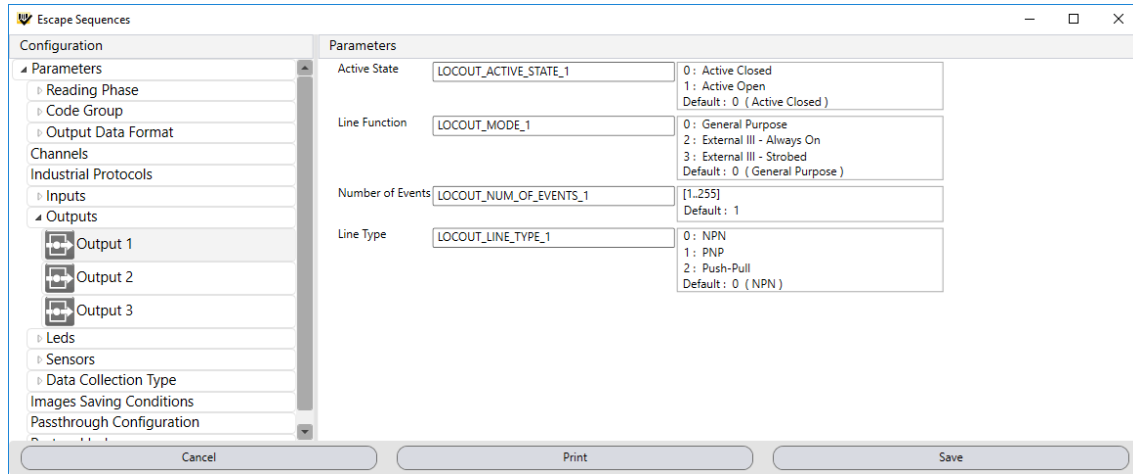 Escape Sequences
Configuration
Parameters
Parameters
Reading Phase
Code Group
Output Data Format
Channels
Industrial Protocols
Inputs
Outputs
Output 1
Output 2
Output 3
Leds
Sensors
Data Collection Type
Images Saving Conditions
Passthrough Configuration
Active State
LOCOUT_ACTIVE_STATE_1
0 : Active Closed
1 : Active Open
Default : 0 ( Active Closed )
Line Function
LOCOUT_MODE_1
0 : General Purpose
2 : External Ill - Always On
3 : External Ill - Strobed
Default : 0 ( General Purpose )
Number of Events
LOCOUT_NUM_OF_EVENTS_1
[1..255]
Default : 1
Line Type
LOCOUT_LINE_TYPE_1
0 : NPN
1 : PNP
2 : Push-Pull
Default : 0 ( NPN )
Cancel
Print
Save